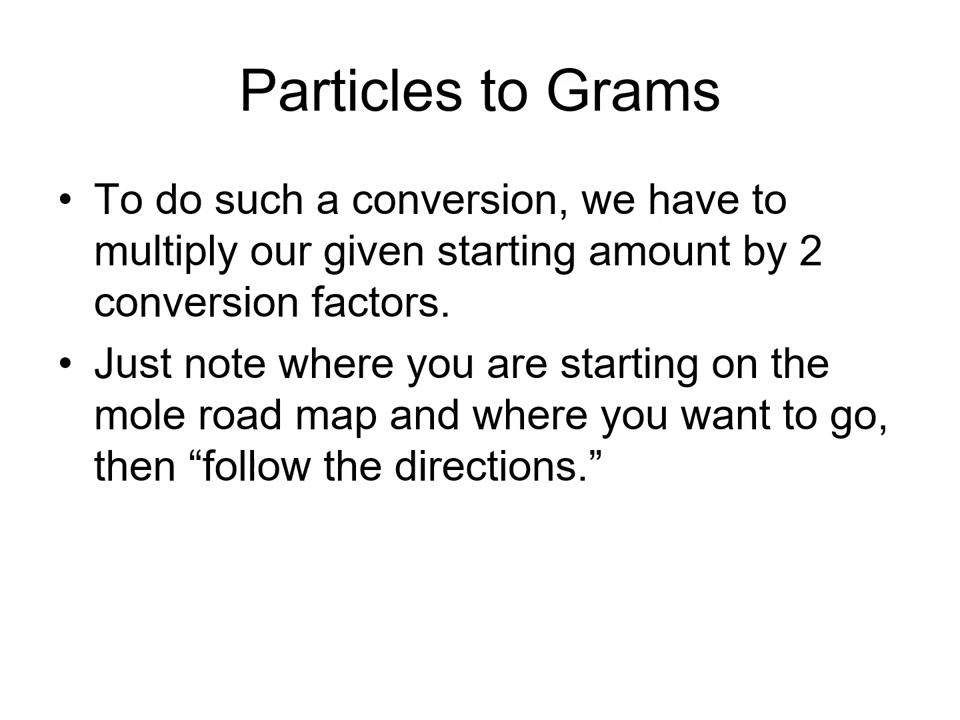 Particles to Grams
• To do such a conversion, we have to
multiply our given starting amount by 2
conversion factors.
• Just note where you are starting on the
mole road map and where you want to go,
then “follow the directions.”